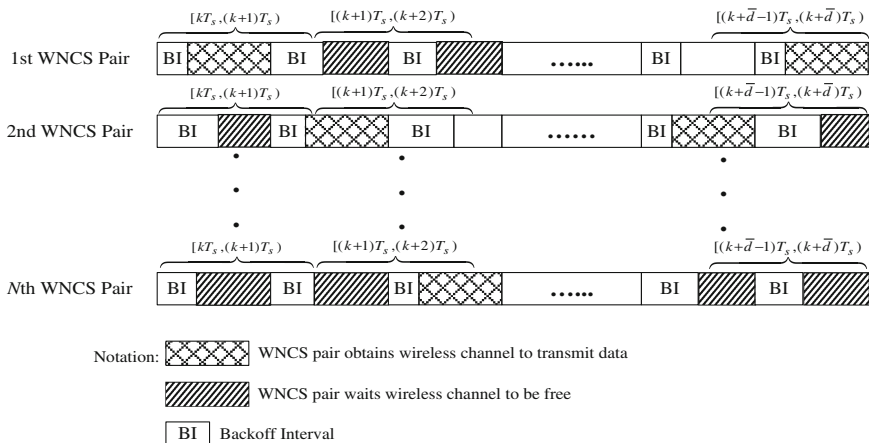 [kT_s,(k+1)T_s) [(k+1)T_s,(k+2)T_s) [(k+d̅-1)T_s,(k+d̅)T_s)
1st WNCS Pair BI BI BI ...... BI BI
[kT_s,(k+1)T_s) [(k+1)T_s,(k+2)T_s) [(k+d̅-1)T_s,(k+d̅)T_s)
2nd WNCS Pair BI BI BI ...... BI BI
[kT_s,(k+1)T_s) [(k+1)T_s,(k+2)T_s) [(k+d̅-1)T_s,(k+d̅)T_s)
Nth WNCS Pair BI BI BI ...... BI BI
Notation: WNCS pair obtains wireless channel to transmit data
WNCS pair waits wireless channel to be free
BI Backoff Interval